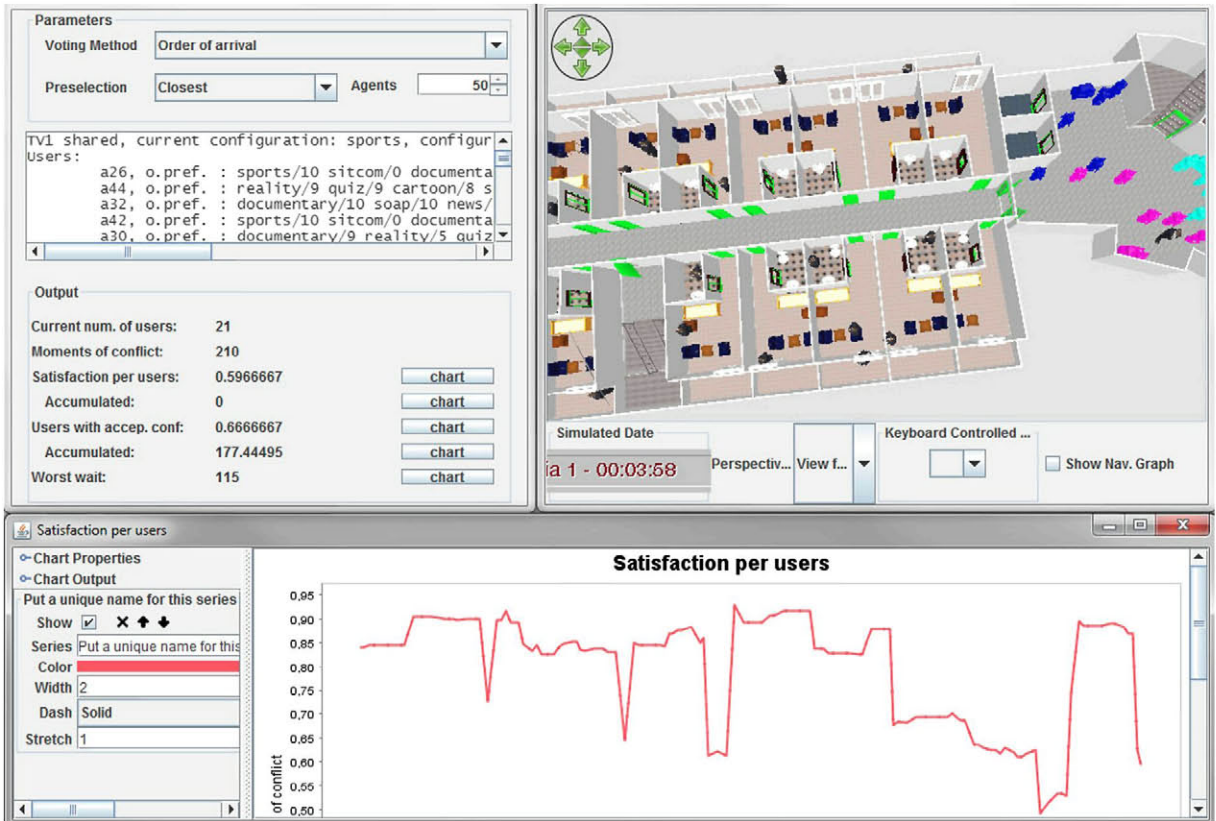 Parameters
Voting Method Order of arrival
Preselection Closest Agents 50
TV1 shared, current configuration: sports, configur
Users:
a26, o.pref. : sports/10 sitcom/0 documenta
a44, o.pref. : reality/9 quiz/9 cartoon/8 s
a32, o.pref. : documentary/10 soap/10 news/
a42, o.pref. : sports/10 sitcom/0 documenta
a30, o.pref. : documentary/9 reality/5 quiz
Output
Current num. of users: 21
Moments of conflict: 210
Satisfaction per users: 0.5966667 chart
Accumulated: 0 chart
Users with accep. conf: 0.6666667 chart
Accumulated: 177.44495 chart
Worst wait: 115 chart
Simulated Date
ia 1 - 00:03:58
Perspectiv... View f...
Keyboard Controlled ...
Show Nav. Graph
Satisfaction per users
Chart Properties
Chart Output
Put a unique name for this series
Show
Series Put a unique name for this
Color
Width 2
Dash Solid
Stretch 1
Satisfaction per users
0,95
0,90
0,85
0,80
0,75
0,70
0,65
0,60
0,55
0,50
of conflict